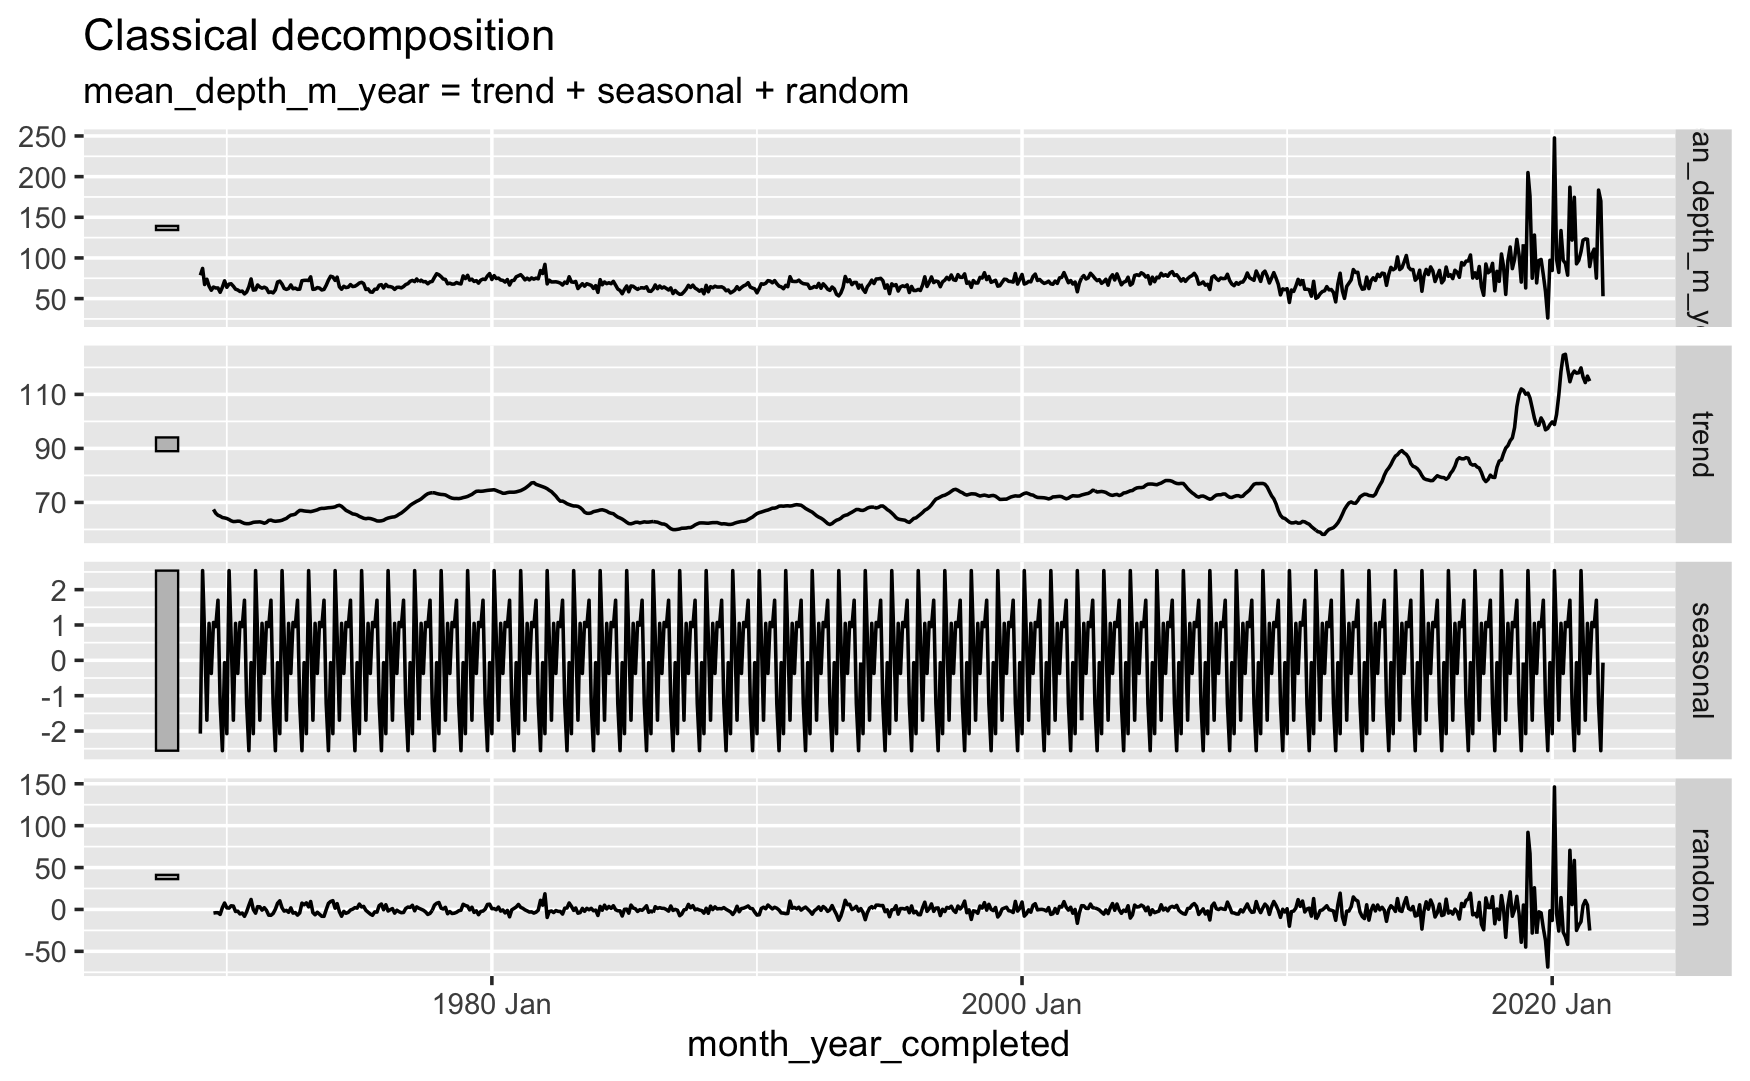 Classical decomposition
mean_depth_m_year = trend + seasonal + random
250
200
150
100
50
an_depth_m_y
110
90
70
trend
2
1
0
-1
-2
seasonal
150
100
50
0
-50
random
1980 Jan
2000 Jan
2020 Jan
month_year_completed